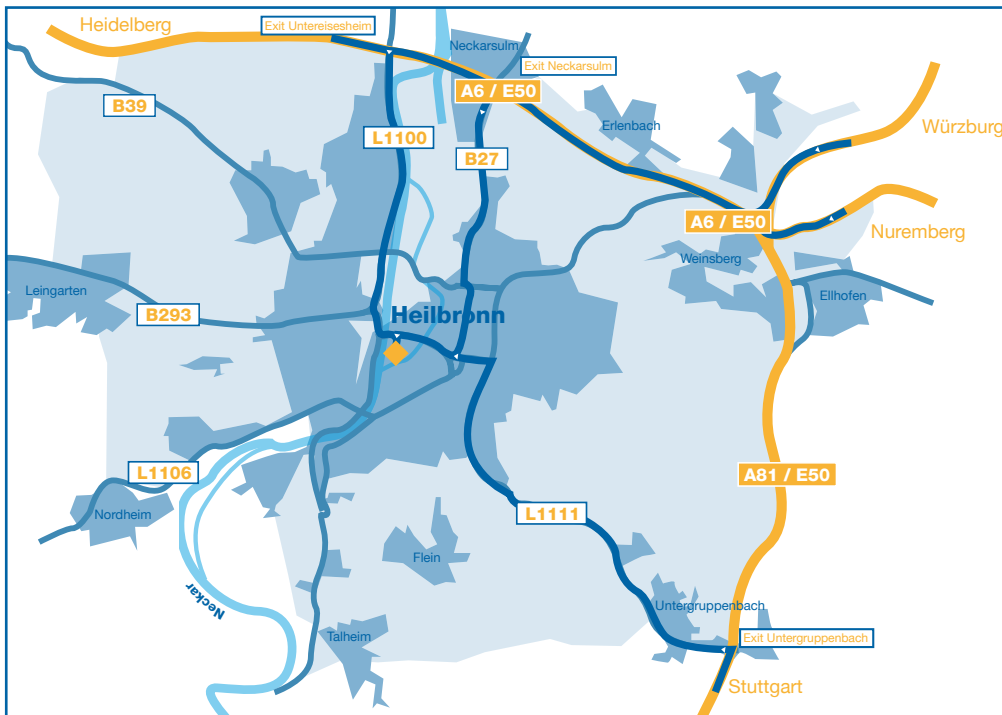 Heidelberg
Exit Untereisesheim
Neckarsulm
Exit Neckarsulm
A6 / E50
B39
L1100
B27
Erlenbach
Würzburg
A6 / E50
Nuremberg
Weinsberg
Leingarten
Ellhofen
B293
Heilbronn
L1106
A81 / E50
Nordheim
L1111
Flein
Neckar
Untergruppenbach
Talheim
Exit Untergruppenbach
Stuttgart